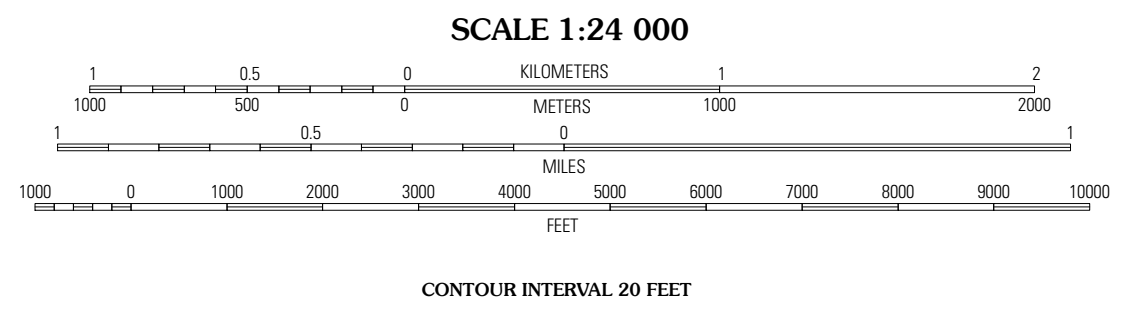 SCALE 1:24 000
1 0.5 0 KILOMETERS 1 2
1000 500 0 METERS 1000 2000
1 0.5 0 1
MILES
1000 0 1000 2000 3000 4000 5000 6000 7000 8000 9000 10000
FEET
CONTOUR INTERVAL 20 FEET